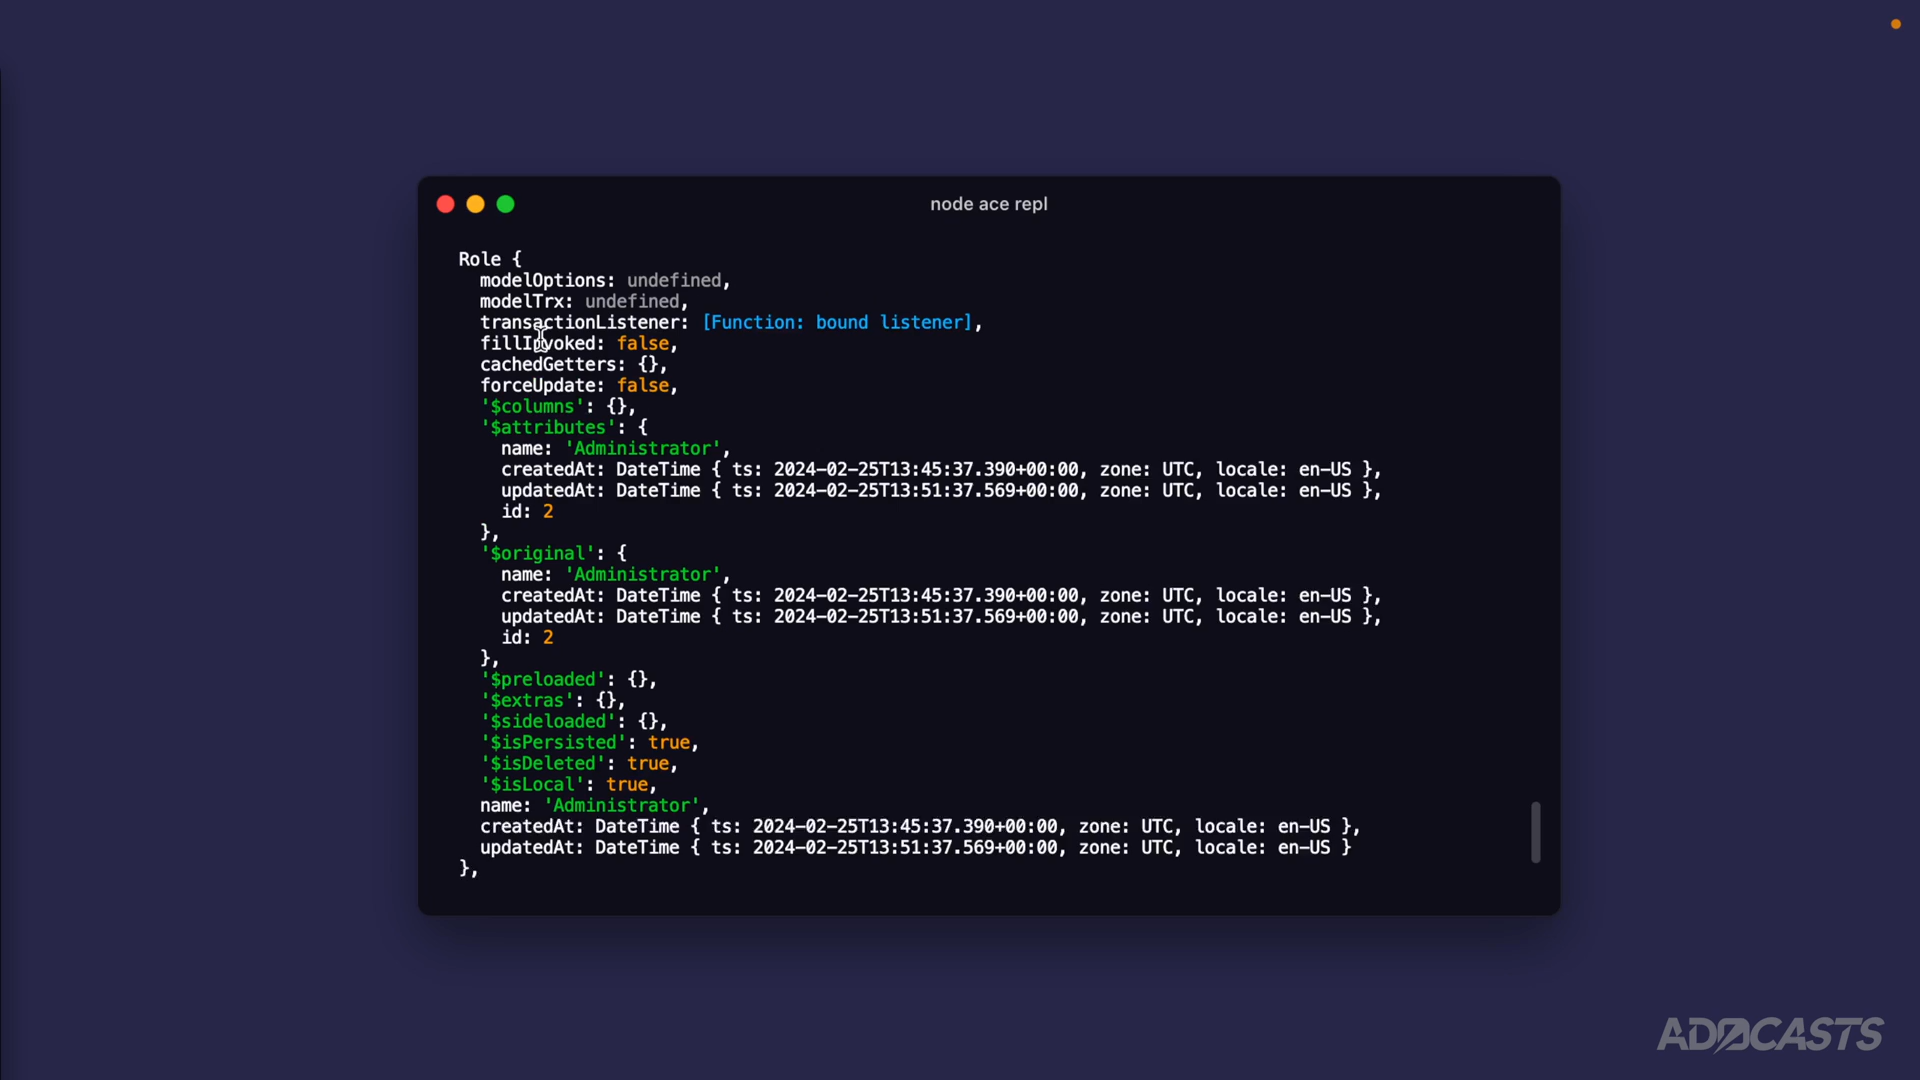 node ace repl
Role {
modelOptions: undefined,
modelTrx: undefined,
transactionListener: [Function: bound listener],
fillInvoked: false,
cachedGetters: {},
forceUpdate: false,
'$columns': {},
'$attributes': {
name: 'Administrator',
createdAt: DateTime { ts: 2024-02-25T13:45:37.390+00:00, zone: UTC, locale: en-US },
updatedAt: DateTime { ts: 2024-02-25T13:51:37.569+00:00, zone: UTC, locale: en-US },
id: 2
},
'$original': {
name: 'Administrator',
createdAt: DateTime { ts: 2024-02-25T13:45:37.390+00:00, zone: UTC, locale: en-US },
updatedAt: DateTime { ts: 2024-02-25T13:51:37.569+00:00, zone: UTC, locale: en-US },
id: 2
},
'$preloaded': {},
'$extras': {},
'$sideloaded': {},
'$isPersisted': true,
'$isDeleted': true,
'$isLocal': true,
name: 'Administrator',
createdAt: DateTime { ts: 2024-02-25T13:45:37.390+00:00, zone: UTC, locale: en-US },
updatedAt: DateTime { ts: 2024-02-25T13:51:37.569+00:00, zone: UTC, locale: en-US }
},
ADOCASTS